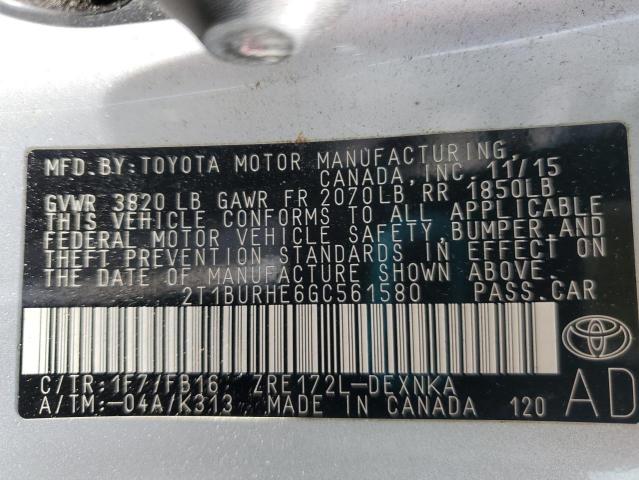 MFD.BY:TOYOTA MOTOR MANUFACTURING,
CANADA, INC. 11/15
GVWR 3820 LB GAWR FR 2070LB, RR 1850LB.
THIS VEHICLE CONFORMS TO ALL APPLICABLE
FEDERAL MOTOR VEHICLE SAFETY, BUMPER, AND
THEFT PREVENTION STANDARDS IN EFFECT ON
THE DATE OF MANUFACTURE SHOWN ABOVE.
2T1BURHE6GC561580 PASS.CAR
C/TR:1F7/FB16 ZRE172L-DEXNKA
A/TM:-04A/K313 MADE IN CANADA 120
AD